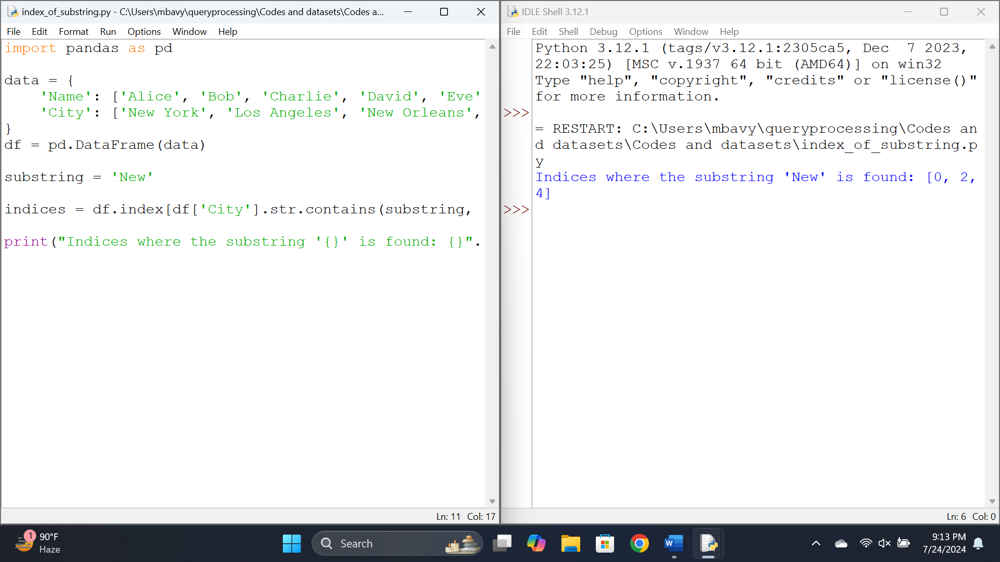 index_of_substring.py - C:\Users\mbavy\queryprocessing\Codes and datasets\Codes a...
File Edit Format Run Options Window Help
import pandas as pd
data = {
    'Name': ['Alice', 'Bob', 'Charlie', 'David', 'Eve'
    'City': ['New York', 'Los Angeles', 'New Orleans',
}
df = pd.DataFrame(data)
substring = 'New'
indices = df.index[df['City'].str.contains(substring,
print("Indices where the substring '{}' is found: {}".
Ln: 11 Col: 17
IDLE Shell 3.12.1
File Edit Shell Debug Options Window Help
Python 3.12.1 (tags/v3.12.1:2305ca5, Dec  7 2023,
22:03:25) [MSC v.1937 64 bit (AMD64)] on win32
Type "help", "copyright", "credits" or "license()"
for more information.
>>>
= RESTART: C:\Users\mbavy\queryprocessing\Codes an
d datasets\Codes and datasets\index_of_substring.p
y
Indices where the substring 'New' is found: [0, 2,
4]
>>>
Ln: 6 Col: 0
1
90°F
Haze
Search
W
9:13 PM
7/24/2024